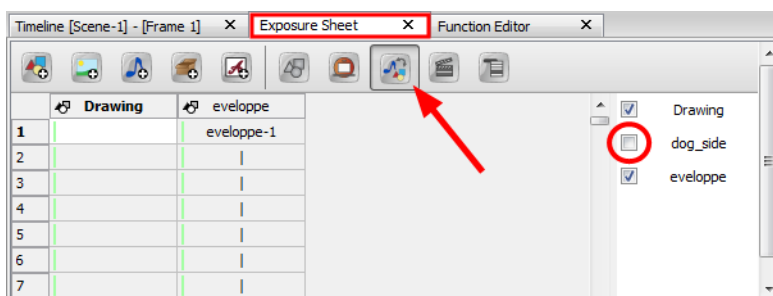 Timeline [Scene-1] - [Frame 1] X Exposure Sheet X Function Editor X
Drawing eveloppe Drawing
1 eveloppe-1 dog_side
2 eveloppe
3
4
5
6
7